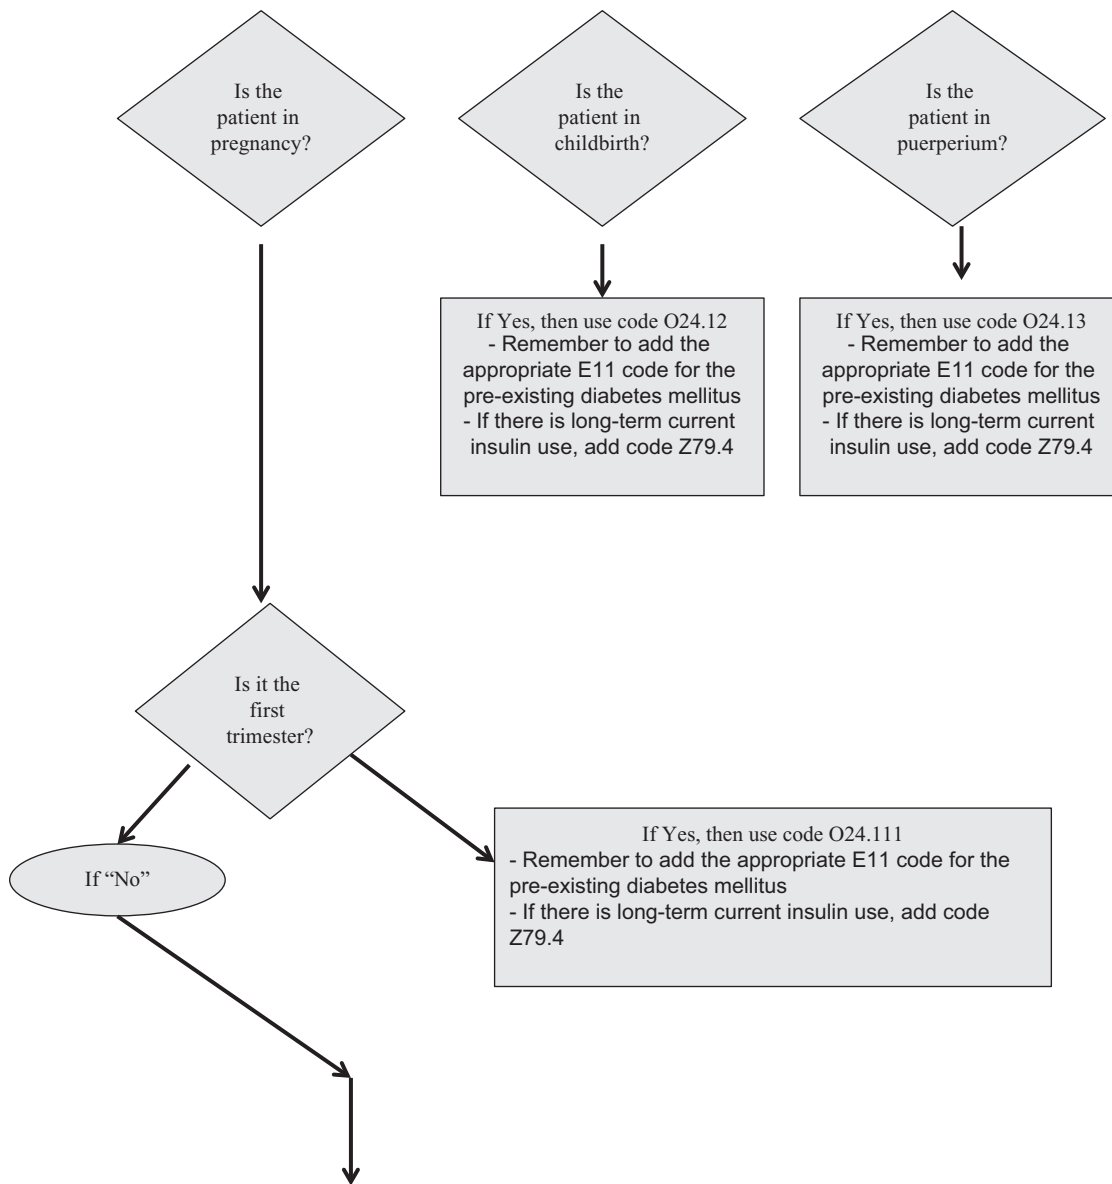 Is the
patient in
pregnancy?
Is the
patient in
childbirth?
Is the
patient in
puerperium?
If Yes, then use code O24.12
- Remember to add the
appropriate E11 code for the
pre-existing diabetes mellitus
- If there is long-term current
insulin use, add code Z79.4
If Yes, then use code O24.13
- Remember to add the
appropriate E11 code for the
pre-existing diabetes mellitus
- If there is long-term current
insulin use, add code Z79.4
Is it the
first
trimester?
If “No”
If Yes, then use code O24.111
- Remember to add the appropriate E11 code for the
pre-existing diabetes mellitus
- If there is long-term current insulin use, add code
Z79.4